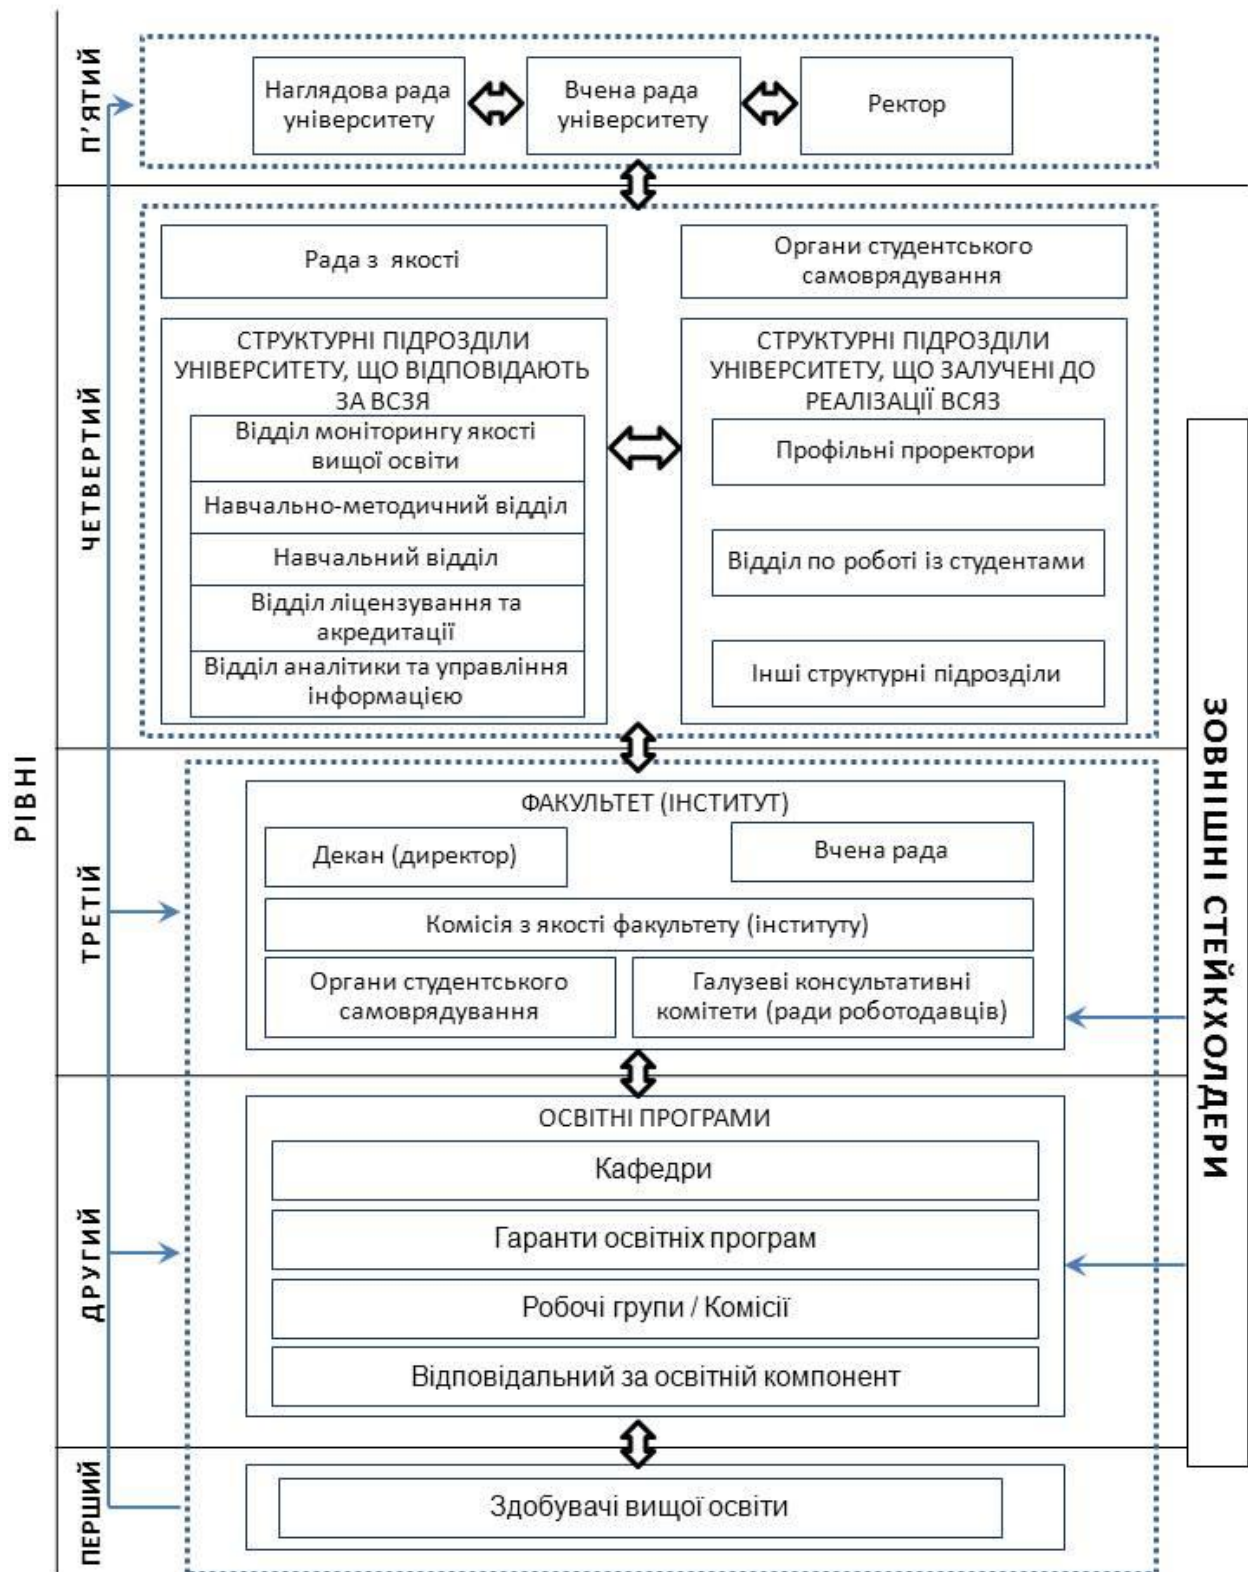 РІВНІ
П’ЯТИЙ
Наглядова рада
університету
Вчена рада
університету
Ректор
ЧЕТВЕРТИЙ
Рада з якості
Органи студентського
самоврядування
СТРУКТУРНІ ПІДРОЗДІЛИ
УНІВЕРСИТЕТУ, ЩО ВІДПОВІДАЮТЬ
ЗА ВСЗЯ
Відділ моніторингу якості
вищої освіти
Навчально-методичний відділ
Навчальний відділ
Відділ ліцензування та
акредитації
Відділ аналітики та управління
інформацією
СТРУКТУРНІ ПІДРОЗДІЛИ
УНІВЕРСИТЕТУ, ЩО ЗАЛУЧЕНІ ДО
РЕАЛІЗАЦІЇ ВСЯЗ
Профільні проректори
Відділ по роботі із студентами
Інші структурні підрозділи
ТРЕТІЙ
ФАКУЛЬТЕТ (ІНСТИТУТ)
Декан (директор)
Вчена рада
Комісія з якості факультету (інституту)
Органи студентського
самоврядування
Галузеві консультативні
комітети (ради роботодавців)
ДРУГИЙ
ОСВІТНІ ПРОГРАМИ
Кафедри
Гаранти освітніх програм
Робочі групи / Комісії
Відповідальний за освітній компонент
ПЕРШИЙ
Здобувачі вищої освіти
ЗОВНІШНІ СТЕЙКХОЛДЕРИ